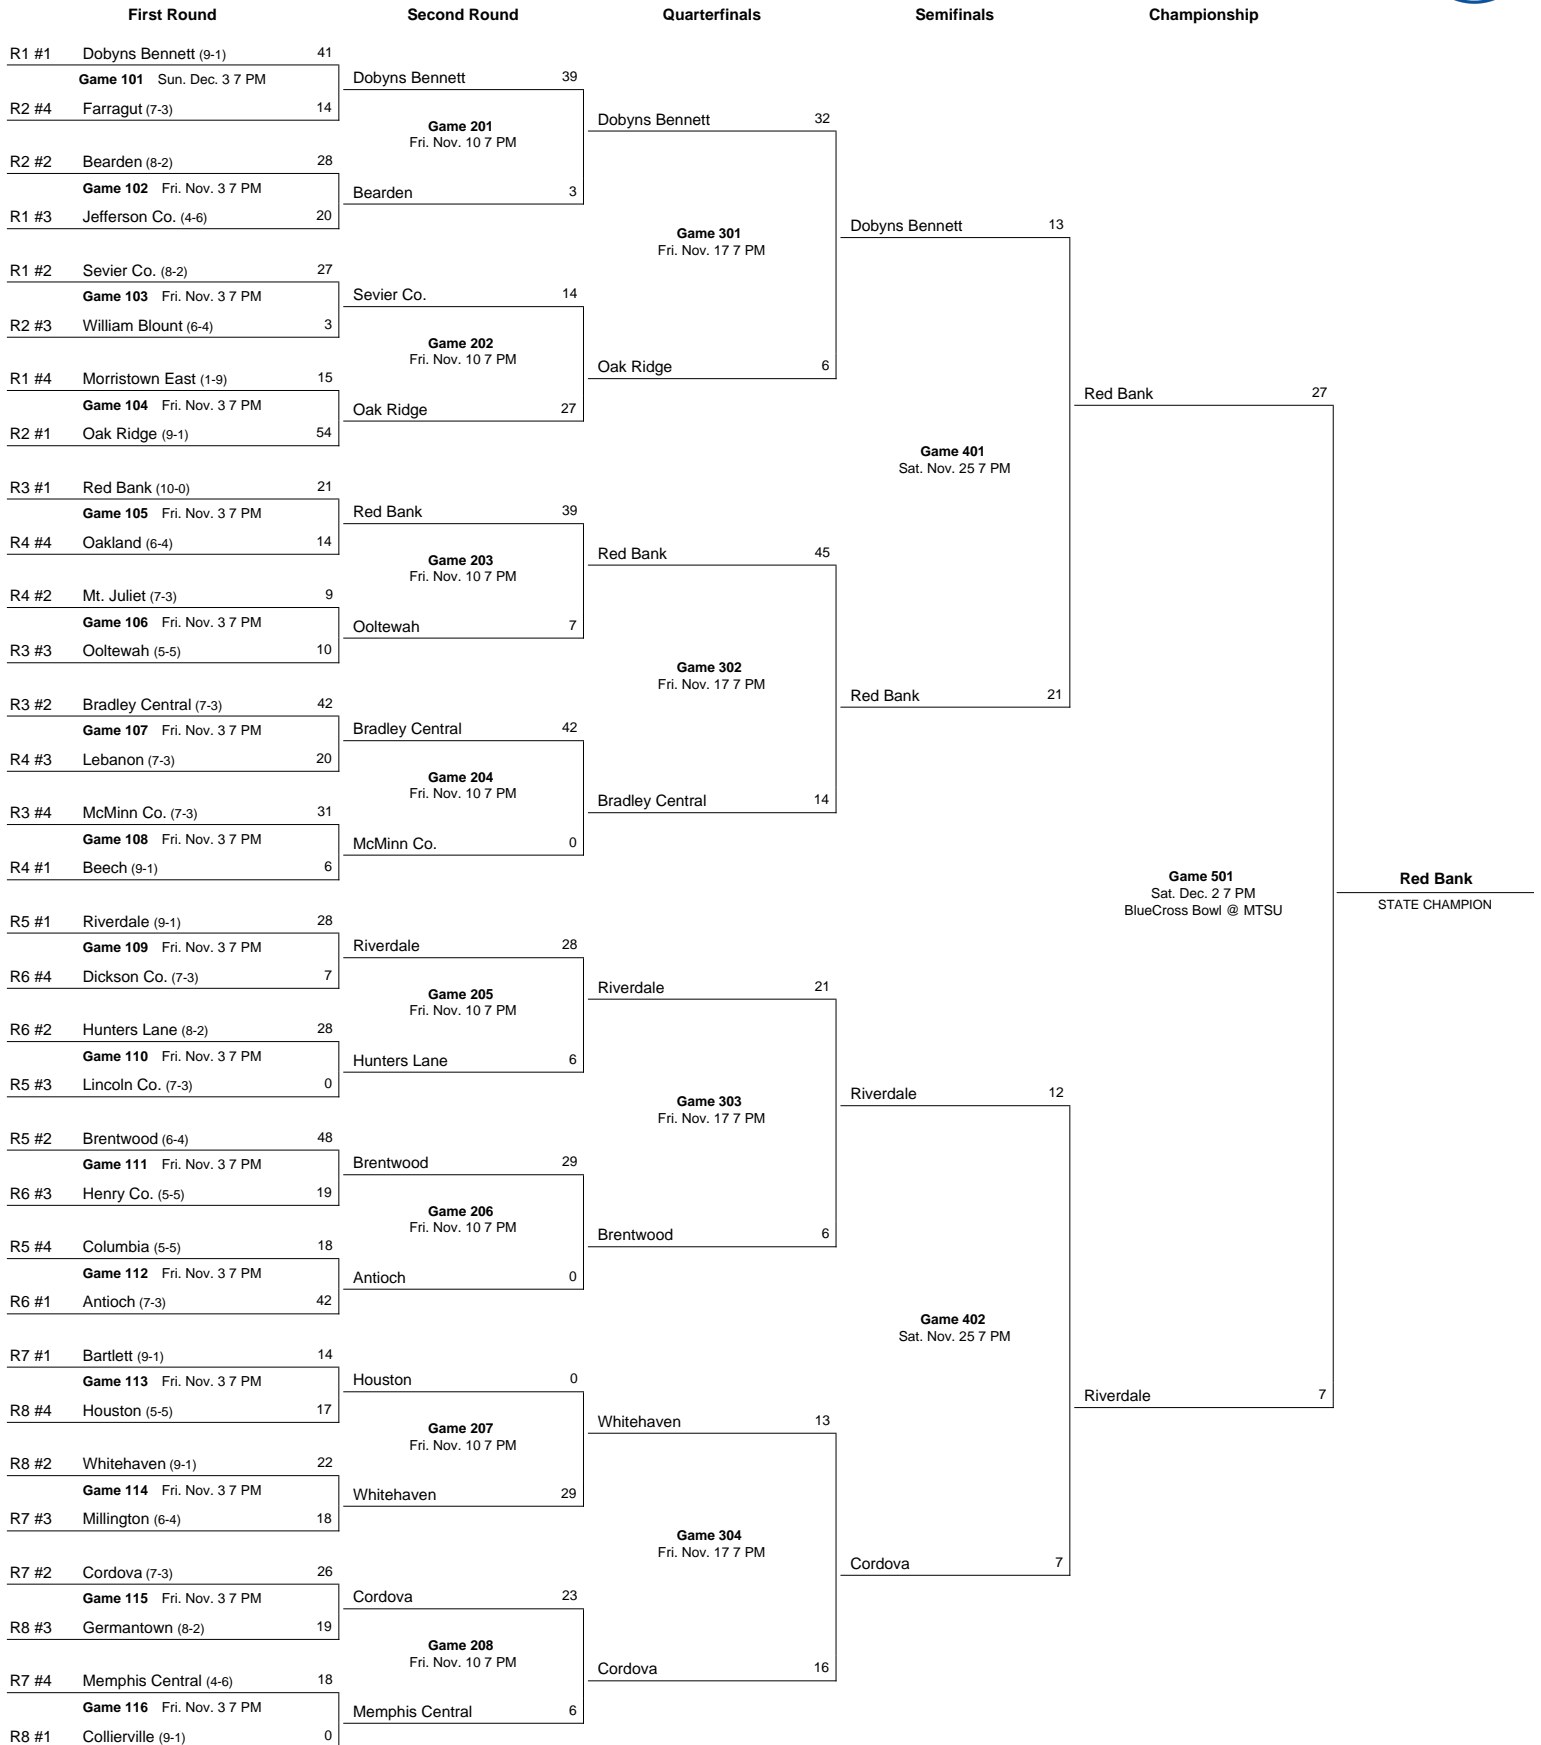 First Round Second Round Quarterfinals Semifinals Championship
R1 #1 Dobyns Bennett (9-1) 41
Game 101 Sun. Dec. 3 7 PM
R2 #4 Farragut (7-3) 14
R2 #2 Bearden (8-2) 28
Game 102 Fri. Nov. 3 7 PM
R1 #3 Jefferson Co. (4-6) 20
R1 #2 Sevier Co. (8-2) 27
Game 103 Fri. Nov. 3 7 PM
R2 #3 William Blount (6-4) 3
R1 #4 Morristown East (1-9) 15
Game 104 Fri. Nov. 3 7 PM
R2 #1 Oak Ridge (9-1) 54
R3 #1 Red Bank (10-0) 21
Game 105 Fri. Nov. 3 7 PM
R4 #4 Oakland (6-4) 14
R4 #2 Mt. Juliet (7-3) 9
Game 106 Fri. Nov. 3 7 PM
R3 #3 Ooltewah (5-5) 10
R3 #2 Bradley Central (7-3) 42
Game 107 Fri. Nov. 3 7 PM
R4 #3 Lebanon (7-3) 20
R3 #4 McMinn Co. (7-3) 31
Game 108 Fri. Nov. 3 7 PM
R4 #1 Beech (9-1) 6
R5 #1 Riverdale (9-1) 28
Game 109 Fri. Nov. 3 7 PM
R6 #4 Dickson Co. (7-3) 7
R6 #2 Hunters Lane (8-2) 28
Game 110 Fri. Nov. 3 7 PM
R5 #3 Lincoln Co. (7-3) 0
R5 #2 Brentwood (6-4) 48
Game 111 Fri. Nov. 3 7 PM
R6 #3 Henry Co. (5-5) 19
R5 #4 Columbia (5-5) 18
Game 112 Fri. Nov. 3 7 PM
R6 #1 Antioch (7-3) 42
R7 #1 Bartlett (9-1) 14
Game 113 Fri. Nov. 3 7 PM
R8 #4 Houston (5-5) 17
R8 #2 Whitehaven (9-1) 22
Game 114 Fri. Nov. 3 7 PM
R7 #3 Millington (6-4) 18
R7 #2 Cordova (7-3) 26
Game 115 Fri. Nov. 3 7 PM
R8 #3 Germantown (8-2) 19
R7 #4 Memphis Central (4-6) 18
Game 116 Fri. Nov. 3 7 PM
R8 #1 Collierville (9-1) 0
Dobyns Bennett 39
Game 201
Fri. Nov. 10 7 PM
Bearden 3
Sevier Co. 14
Game 202
Fri. Nov. 10 7 PM
Oak Ridge 27
Red Bank 39
Game 203
Fri. Nov. 10 7 PM
Ooltewah 7
Bradley Central 42
Game 204
Fri. Nov. 10 7 PM
McMinn Co. 0
Riverdale 28
Game 205
Fri. Nov. 10 7 PM
Hunters Lane 6
Brentwood 29
Game 206
Fri. Nov. 10 7 PM
Antioch 0
Houston 0
Game 207
Fri. Nov. 10 7 PM
Whitehaven 29
Cordova 23
Game 208
Fri. Nov. 10 7 PM
Memphis Central 6
Dobyns Bennett 32
Game 301
Fri. Nov. 17 7 PM
Oak Ridge 6
Red Bank 45
Game 302
Fri. Nov. 17 7 PM
Bradley Central 14
Riverdale 21
Game 303
Fri. Nov. 17 7 PM
Brentwood 6
Whitehaven 13
Game 304
Fri. Nov. 17 7 PM
Cordova 16
Dobyns Bennett 13
Game 401
Sat. Nov. 25 7 PM
Red Bank 21
Riverdale 12
Game 402
Sat. Nov. 25 7 PM
Cordova 7
Red Bank 27
Game 501
Sat. Dec. 2 7 PM
BlueCross Bowl @ MTSU
Riverdale 7
Red Bank
STATE CHAMPION